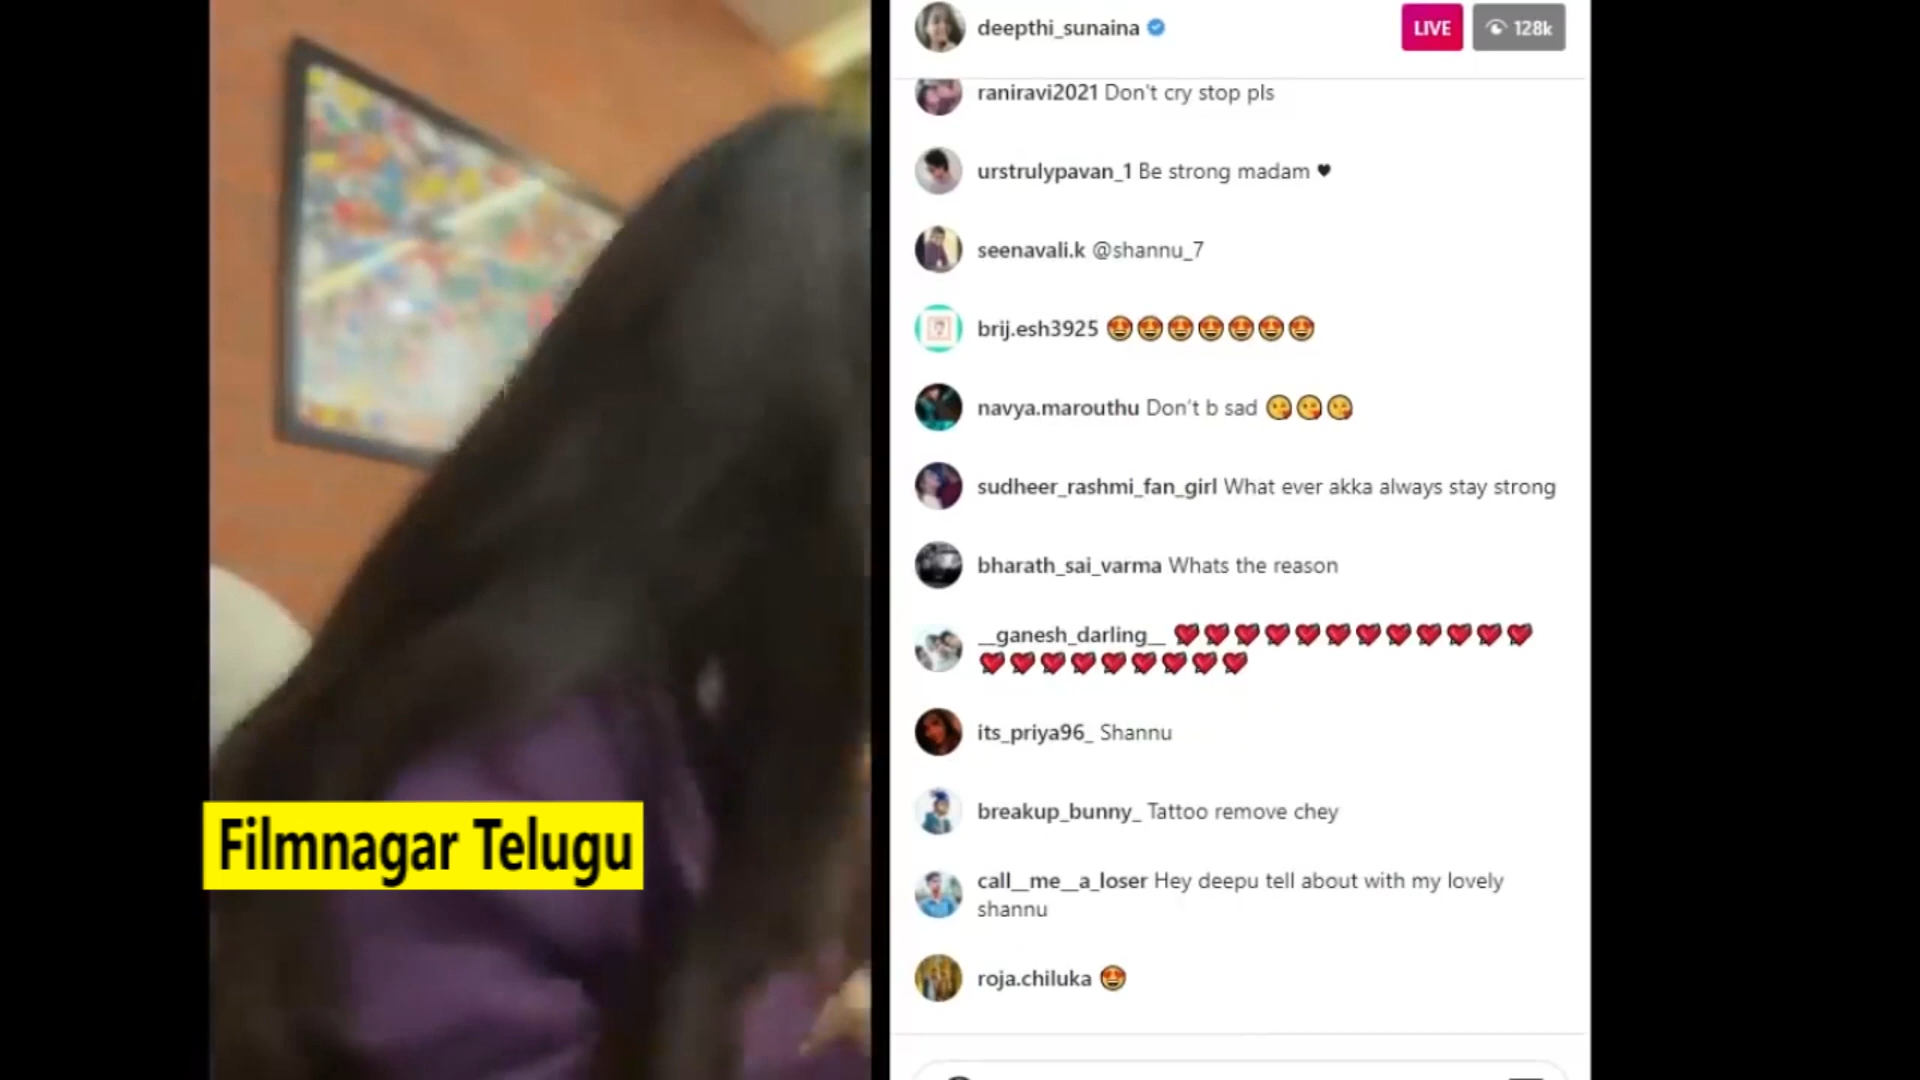 deepthi_sunaina
LIVE
128k
raniravi2021 Don't cry stop pls
urstrulypavan_1 Be strong madam ♥
seenavali.k @shannu_7
brij.esh3925 😍😍😍😍😍😍😍
navya.marouthu Don't b sad 😘😘😘
sudheer_rashmi_fan_girl What ever akka always stay strong
bharath_sai_varma Whats the reason
__ganesh_darling__ 💘💘💘💘💘💘💘💘💘💘💘💘
💘💘💘💘💘💘💘💘💘
its_priya96_ Shannu
breakup_bunny_ Tattoo remove chey
call__me__a_loser Hey deepu tell about with my lovely
shannu
roja.chiluka 😍
Filmnagar Telugu